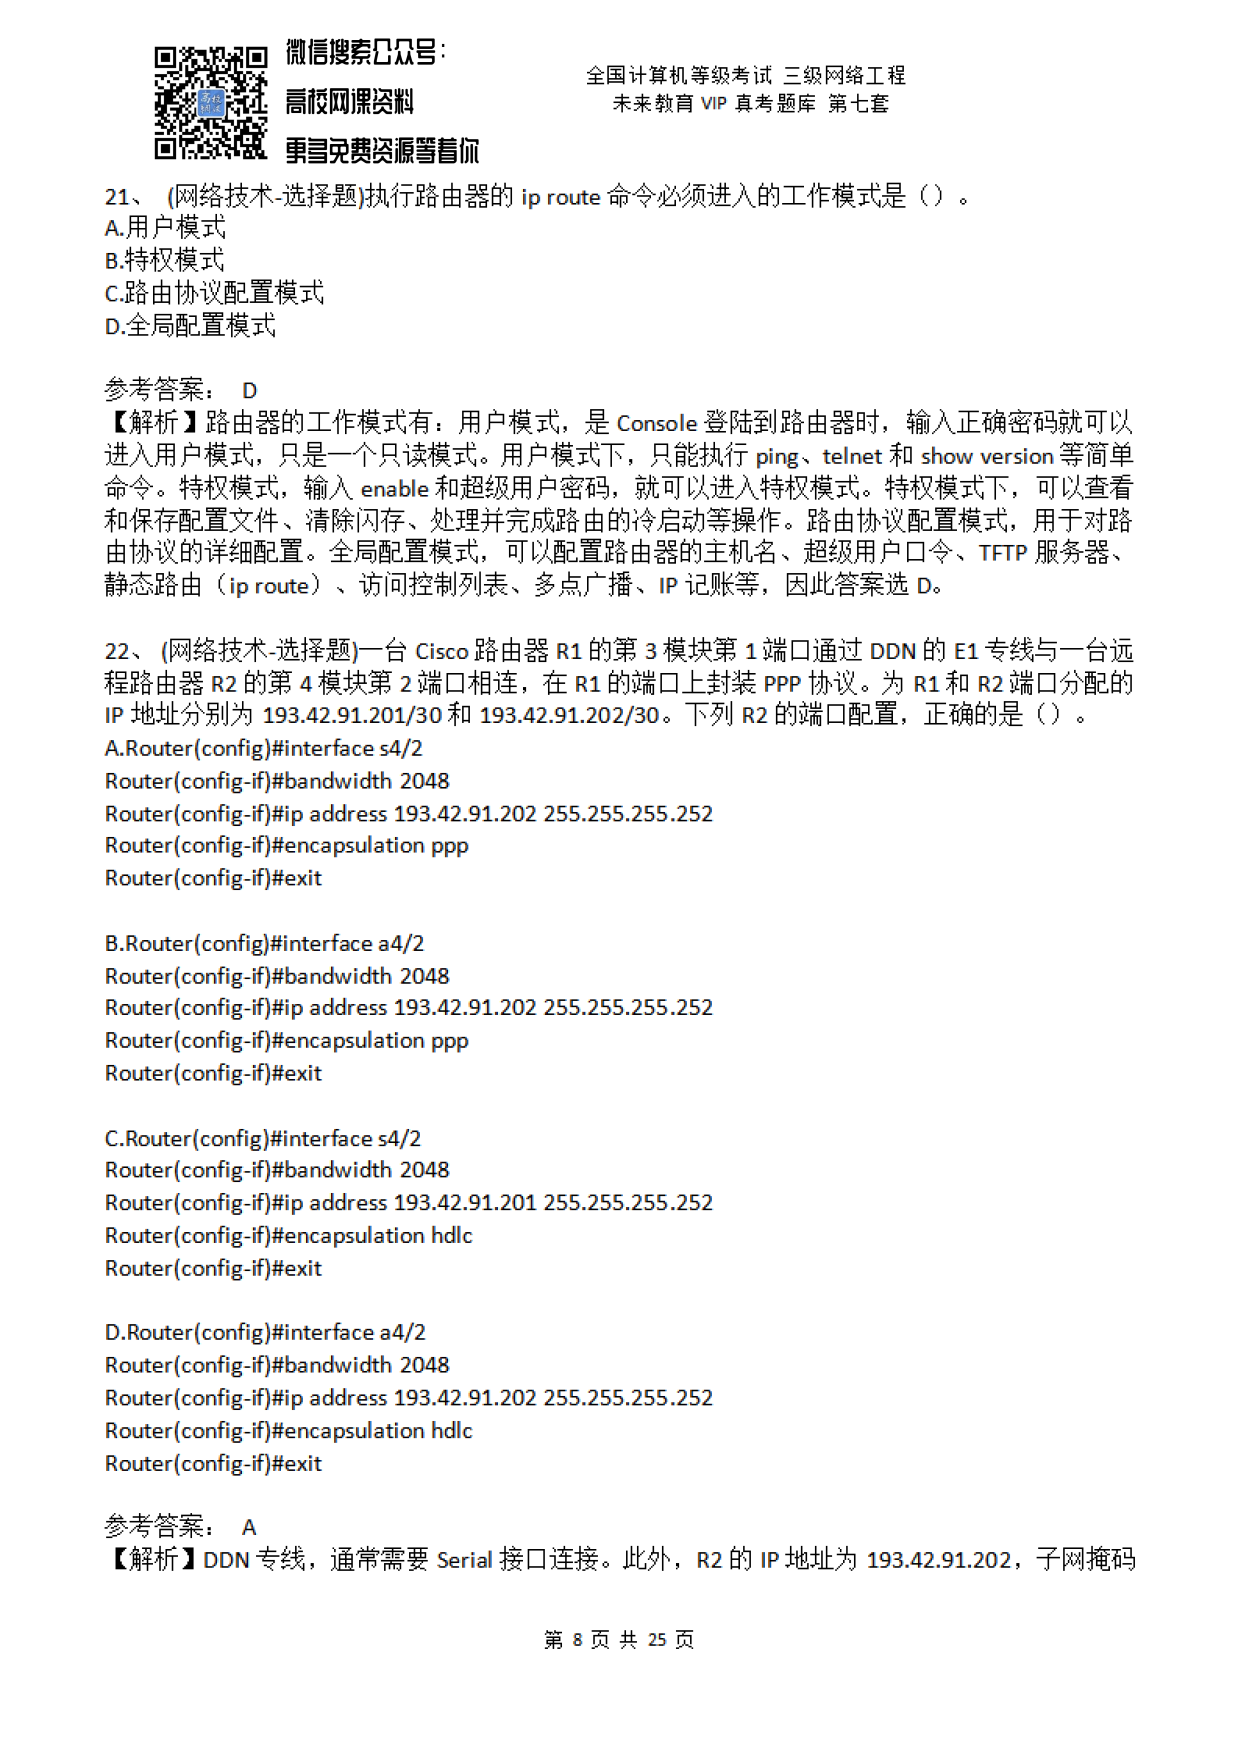 微信搜索公众号：
高校网课资料
更多免费资源等着你
全国计算机等级考试 三级网络工程
未来教育 VIP 真考题库 第七套
21、 (网络技术-选择题)执行路由器的 ip route 命令必须进入的工作模式是（）。
A.用户模式
B.特权模式
C.路由协议配置模式
D.全局配置模式
参考答案： D
【解析】路由器的工作模式有：用户模式，是 Console 登陆到路由器时，输入正确密码就可以
进入用户模式，只是一个只读模式。用户模式下，只能执行 ping、telnet 和 show version 等简单
命令。特权模式，输入 enable 和超级用户密码，就可以进入特权模式。特权模式下，可以查看
和保存配置文件、清除闪存、处理并完成路由的冷启动等操作。路由协议配置模式，用于对路
由协议的详细配置。全局配置模式，可以配置路由器的主机名、超级用户口令、TFTP 服务器、
静态路由（ip route）、访问控制列表、多点广播、IP 记账等，因此答案选 D。
22、 (网络技术-选择题)一台 Cisco 路由器 R1 的第 3 模块第 1 端口通过 DDN 的 E1 专线与一台远
程路由器 R2 的第 4 模块第 2 端口相连，在 R1 的端口上封装 PPP 协议。为 R1 和 R2 端口分配的
IP 地址分别为 193.42.91.201/30 和 193.42.91.202/30。下列 R2 的端口配置，正确的是（）。
A.Router(config)#interface s4/2
Router(config-if)#bandwidth 2048
Router(config-if)#ip address 193.42.91.202 255.255.255.252
Router(config-if)#encapsulation ppp
Router(config-if)#exit
B.Router(config)#interface a4/2
Router(config-if)#bandwidth 2048
Router(config-if)#ip address 193.42.91.202 255.255.255.252
Router(config-if)#encapsulation ppp
Router(config-if)#exit
C.Router(config)#interface s4/2
Router(config-if)#bandwidth 2048
Router(config-if)#ip address 193.42.91.201 255.255.255.252
Router(config-if)#encapsulation hdlc
Router(config-if)#exit
D.Router(config)#interface a4/2
Router(config-if)#bandwidth 2048
Router(config-if)#ip address 193.42.91.202 255.255.255.252
Router(config-if)#encapsulation hdlc
Router(config-if)#exit
参考答案： A
【解析】DDN 专线，通常需要 Serial 接口连接。此外，R2 的 IP 地址为 193.42.91.202，子网掩码
第 8 页 共 25 页